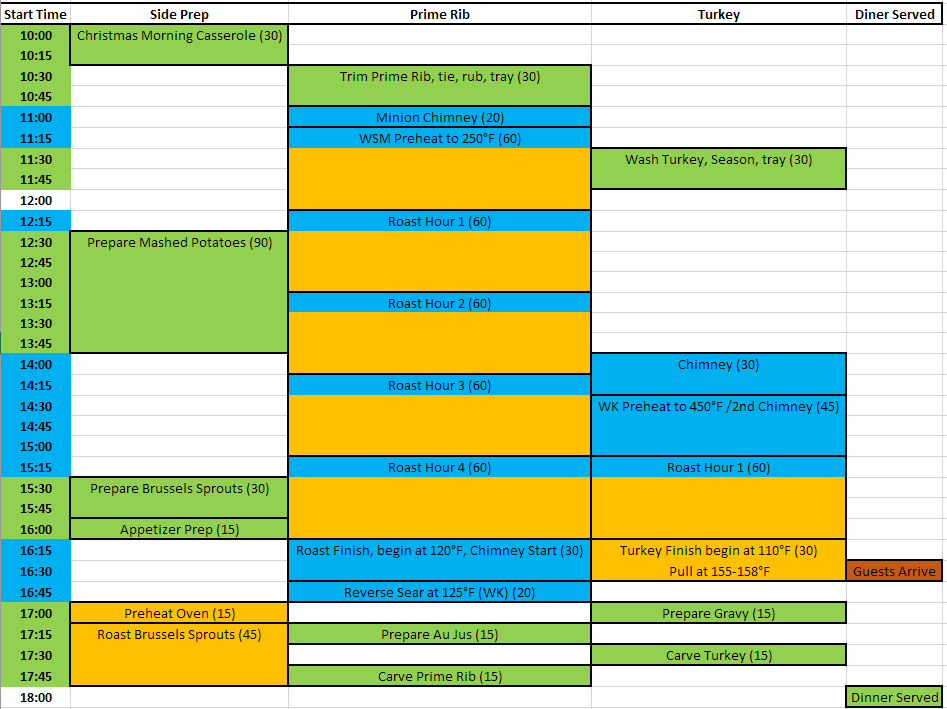 Start Time Side Prep Prime Rib Turkey Diner Served
10:00 Christmas Morning Casserole (30)
10:15
10:30 Trim Prime Rib, tie, rub, tray (30)
10:45
11:00 Minion Chimney (20)
11:15 WSM Preheat to 250°F (60)
11:30 Wash Turkey, Season, tray (30)
11:45
12:00
12:15 Roast Hour 1 (60)
12:30 Prepare Mashed Potatoes (90)
12:45
13:00
13:15 Roast Hour 2 (60)
13:30
13:45
14:00 Chimney (30)
14:15 Roast Hour 3 (60)
14:30 WK Preheat to 450°F /2nd Chimney (45)
14:45
15:00
15:15 Roast Hour 4 (60) Roast Hour 1 (60)
15:30 Prepare Brussels Sprouts (30)
15:45
16:00 Appetizer Prep (15)
16:15 Roast Finish, begin at 120°F, Chimney Start (30) Turkey Finish begin at 110°F (30)
16:30 Pull at 155-158°F Guests Arrive
16:45 Reverse Sear at 125°F (WK) (20)
17:00 Preheat Oven (15) Prepare Gravy (15)
17:15 Roast Brussels Sprouts (45) Prepare Au Jus (15)
17:30 Carve Turkey (15)
17:45 Carve Prime Rib (15)
18:00 Dinner Served